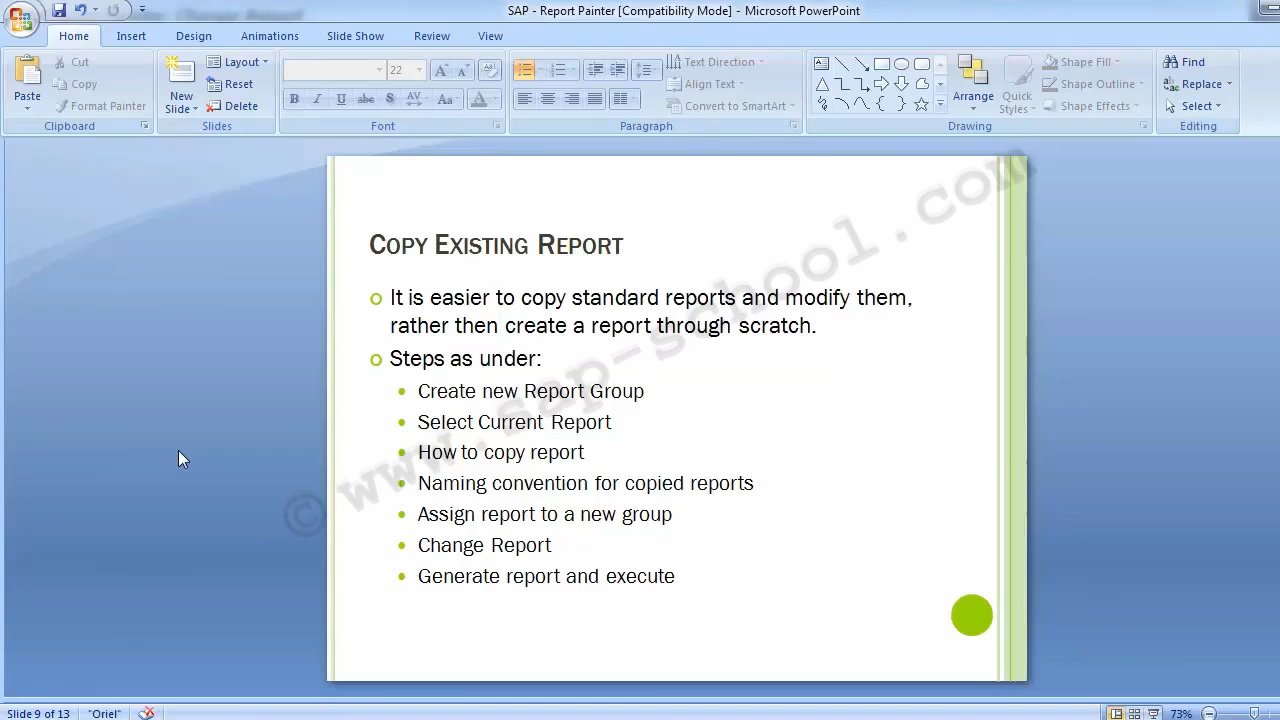 SAP - Report Painter [Compatibility Mode] - Microsoft PowerPoint
Home Insert Design Animations Slide Show Review View
Paste
Cut
Copy
Format Painter
Clipboard
New Slide
Layout
Reset
Delete
Slides
22
Font
Text Direction
Align Text
Convert to SmartArt
Paragraph
Arrange
Quick Styles
Shape Fill
Shape Outline
Shape Effects
Drawing
Find
Replace
Select
Editing
COPY EXISTING REPORT
It is easier to copy standard reports and modify them,
rather then create a report through scratch.
Steps as under:
Create new Report Group
Select Current Report
How to copy report
Naming convention for copied reports
Assign report to a new group
Change Report
Generate report and execute
© www.sap-school.com
Slide 9 of 13 "Oriel" 73%